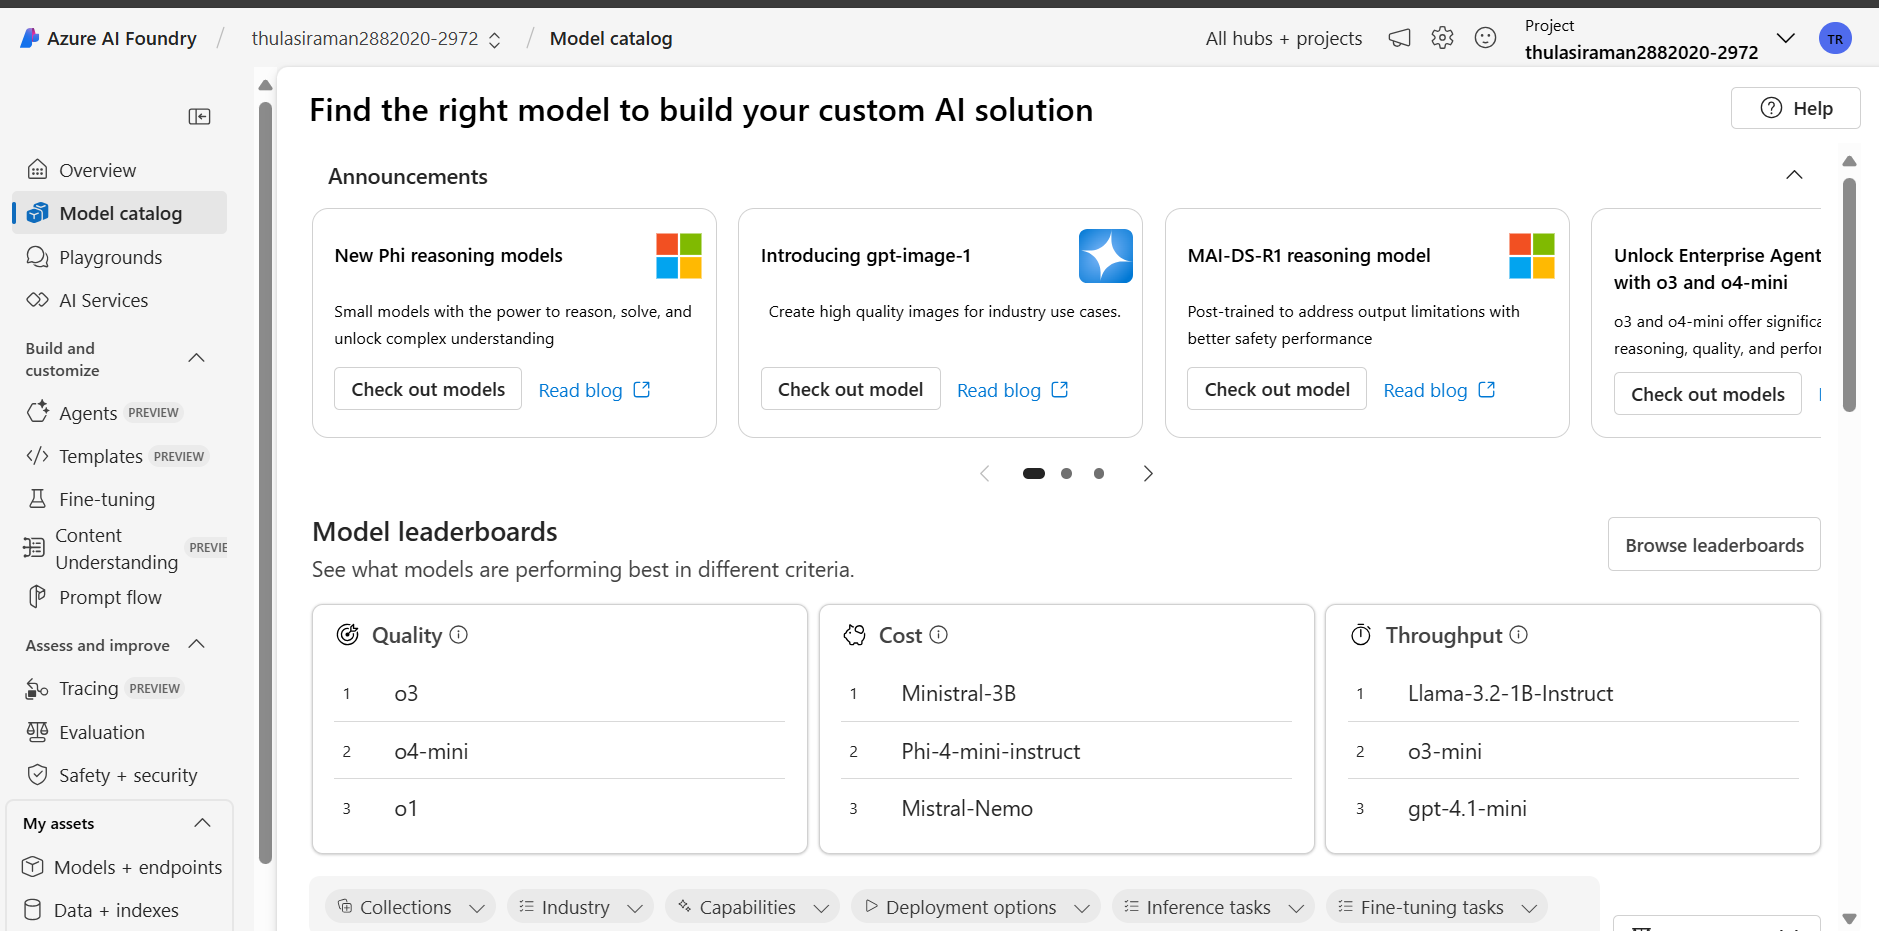 Azure AI Foundry / thulasiraman2882020-2972 / Model catalog
All hubs + projects
Project
thulasiraman2882020-2972
TR
Overview
Model catalog
Playgrounds
AI Services
Build and
customize
Agents PREVIEW
Templates PREVIEW
Fine-tuning
Content
Understanding PREVIE
Prompt flow
Assess and improve
Tracing PREVIEW
Evaluation
Safety + security
My assets
Models + endpoints
Data + indexes
Find the right model to build your custom AI solution
Help
Announcements
New Phi reasoning models
Small models with the power to reason, solve, and
unlock complex understanding
Check out models Read blog
Introducing gpt-image-1
Create high quality images for industry use cases.
Check out model Read blog
MAI-DS-R1 reasoning model
Post-trained to address output limitations with
better safety performance
Check out model Read blog
Unlock Enterprise Agent
with o3 and o4-mini
o3 and o4-mini offer significa
reasoning, quality, and perfor
Check out models
Model leaderboards
See what models are performing best in different criteria.
Browse leaderboards
Quality
1 o3
2 o4-mini
3 o1
Cost
1 Ministral-3B
2 Phi-4-mini-instruct
3 Mistral-Nemo
Throughput
1 Llama-3.2-1B-Instruct
2 o3-mini
3 gpt-4.1-mini
Collections Industry Capabilities Deployment options Inference tasks Fine-tuning tasks